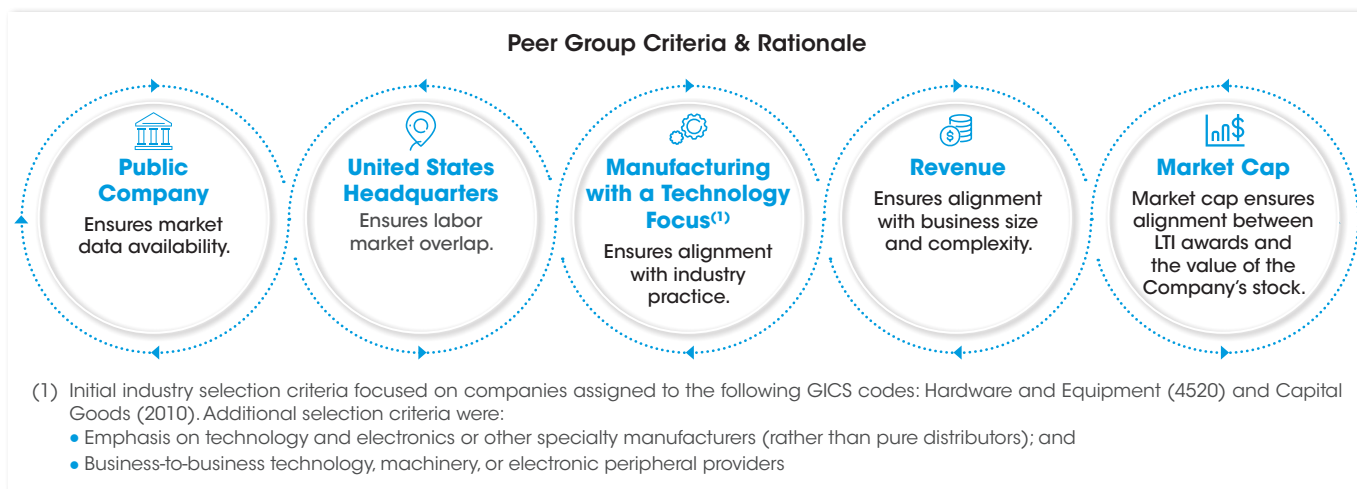 Peer Group Criteria & Rationale
Public
Company
Ensures market
data availability.
United States
Headquarters
Ensures labor
market overlap.
Manufacturing
with a Technology
Focus(1)
Ensures alignment
with industry
practice.
Revenue
Ensures alignment
with business size
and complexity.
Market Cap
Market cap ensures
alignment between
LTI awards and
the value of the
Company's stock.
(1) Initial industry selection criteria focused on companies assigned to the following GICS codes: Hardware and Equipment (4520) and Capital
Goods (2010). Additional selection criteria were:
• Emphasis on technology and electronics or other specialty manufacturers (rather than pure distributors); and
• Business-to-business technology, machinery, or electronic peripheral providers